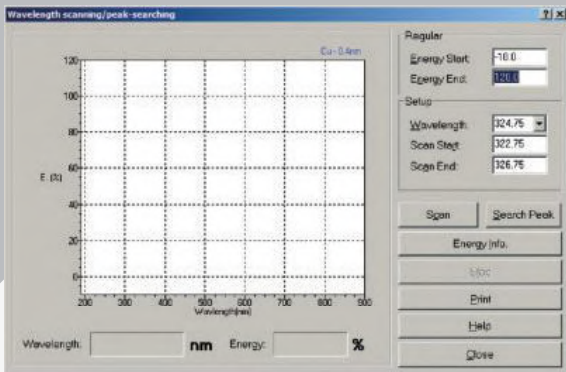 Wavelength scanning/peak-searching
Cu - 0.4nm
120
100
80
60
40
20
0
E. (%)
200 300 400 500 600 700 800 900
Wavelength(nm)
Wavelength: nm Energy: %
Regular
Energy Start: -10.0
Energy End: 120.0
Setup
Wavelength: 324.75
Scan Start: 322.75
Scan End: 326.75
Scan Search Peak
Energy Info.
Print
Help
Close